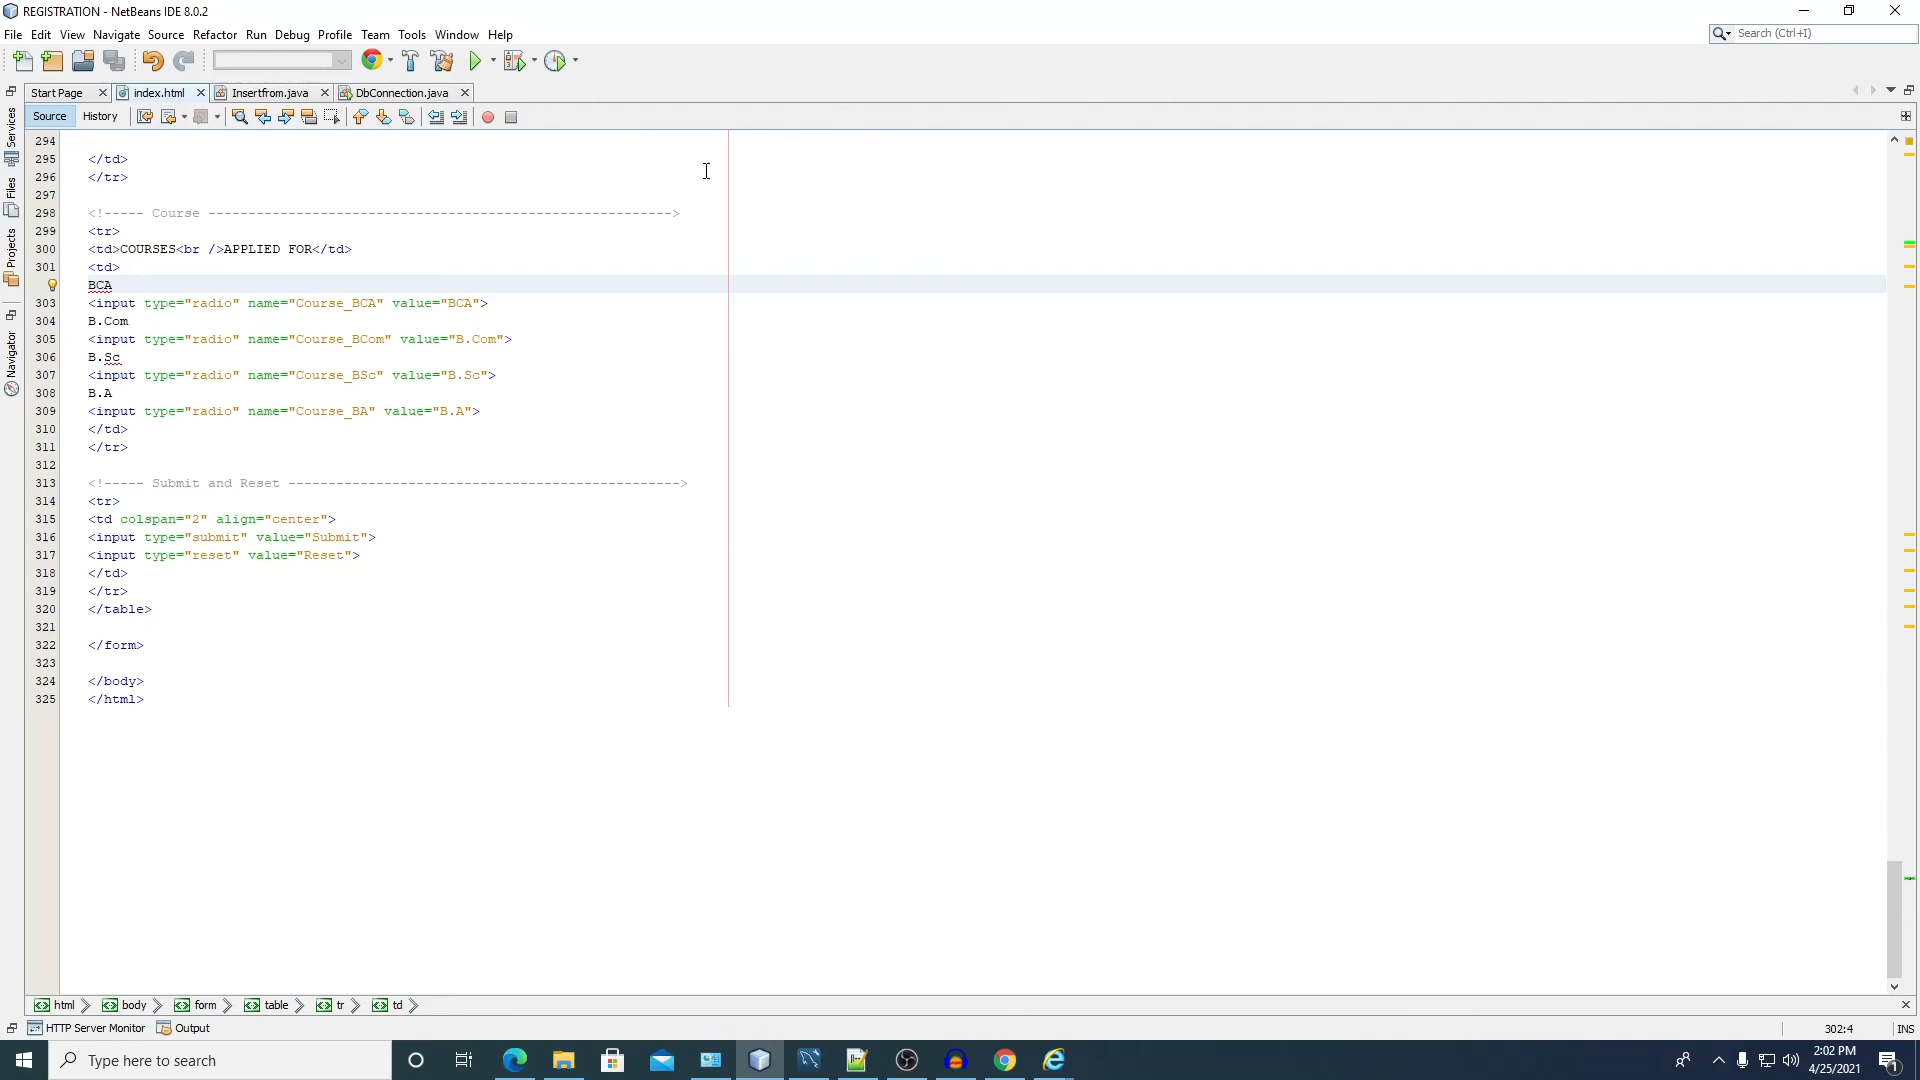 REGISTRATION - NetBeans IDE 8.0.2
File Edit View Navigate Source Refactor Run Debug Profile Team Tools Window Help
Search (Ctrl+I)
Start Page index.html Insertfrom.java DbConnection.java
Source History
Services
Files
Projects
Navigator
294
295 </td>
296 </tr>
297
298 <!----- Course ---------------------------------------------------------->
299 <tr>
300 <td>COURSES<br />APPLIED FOR</td>
301 <td>
BCA
303 <input type="radio" name="Course_BCA" value="BCA">
304 B.Com
305 <input type="radio" name="Course_BCom" value="B.Com">
306 B.Sc
307 <input type="radio" name="Course_BSc" value="B.Sc">
308 B.A
309 <input type="radio" name="Course_BA" value="B.A">
310 </td>
311 </tr>
312
313 <!----- Submit and Reset ------------------------------------------------->
314 <tr>
315 <td colspan="2" align="center">
316 <input type="submit" value="Submit">
317 <input type="reset" value="Reset">
318 </td>
319 </tr>
320 </table>
321
322 </form>
323
324 </body>
325 </html>
html body form table tr td
HTTP Server Monitor Output
302:4 INS
Type here to search
2:02 PM
4/25/2021
1